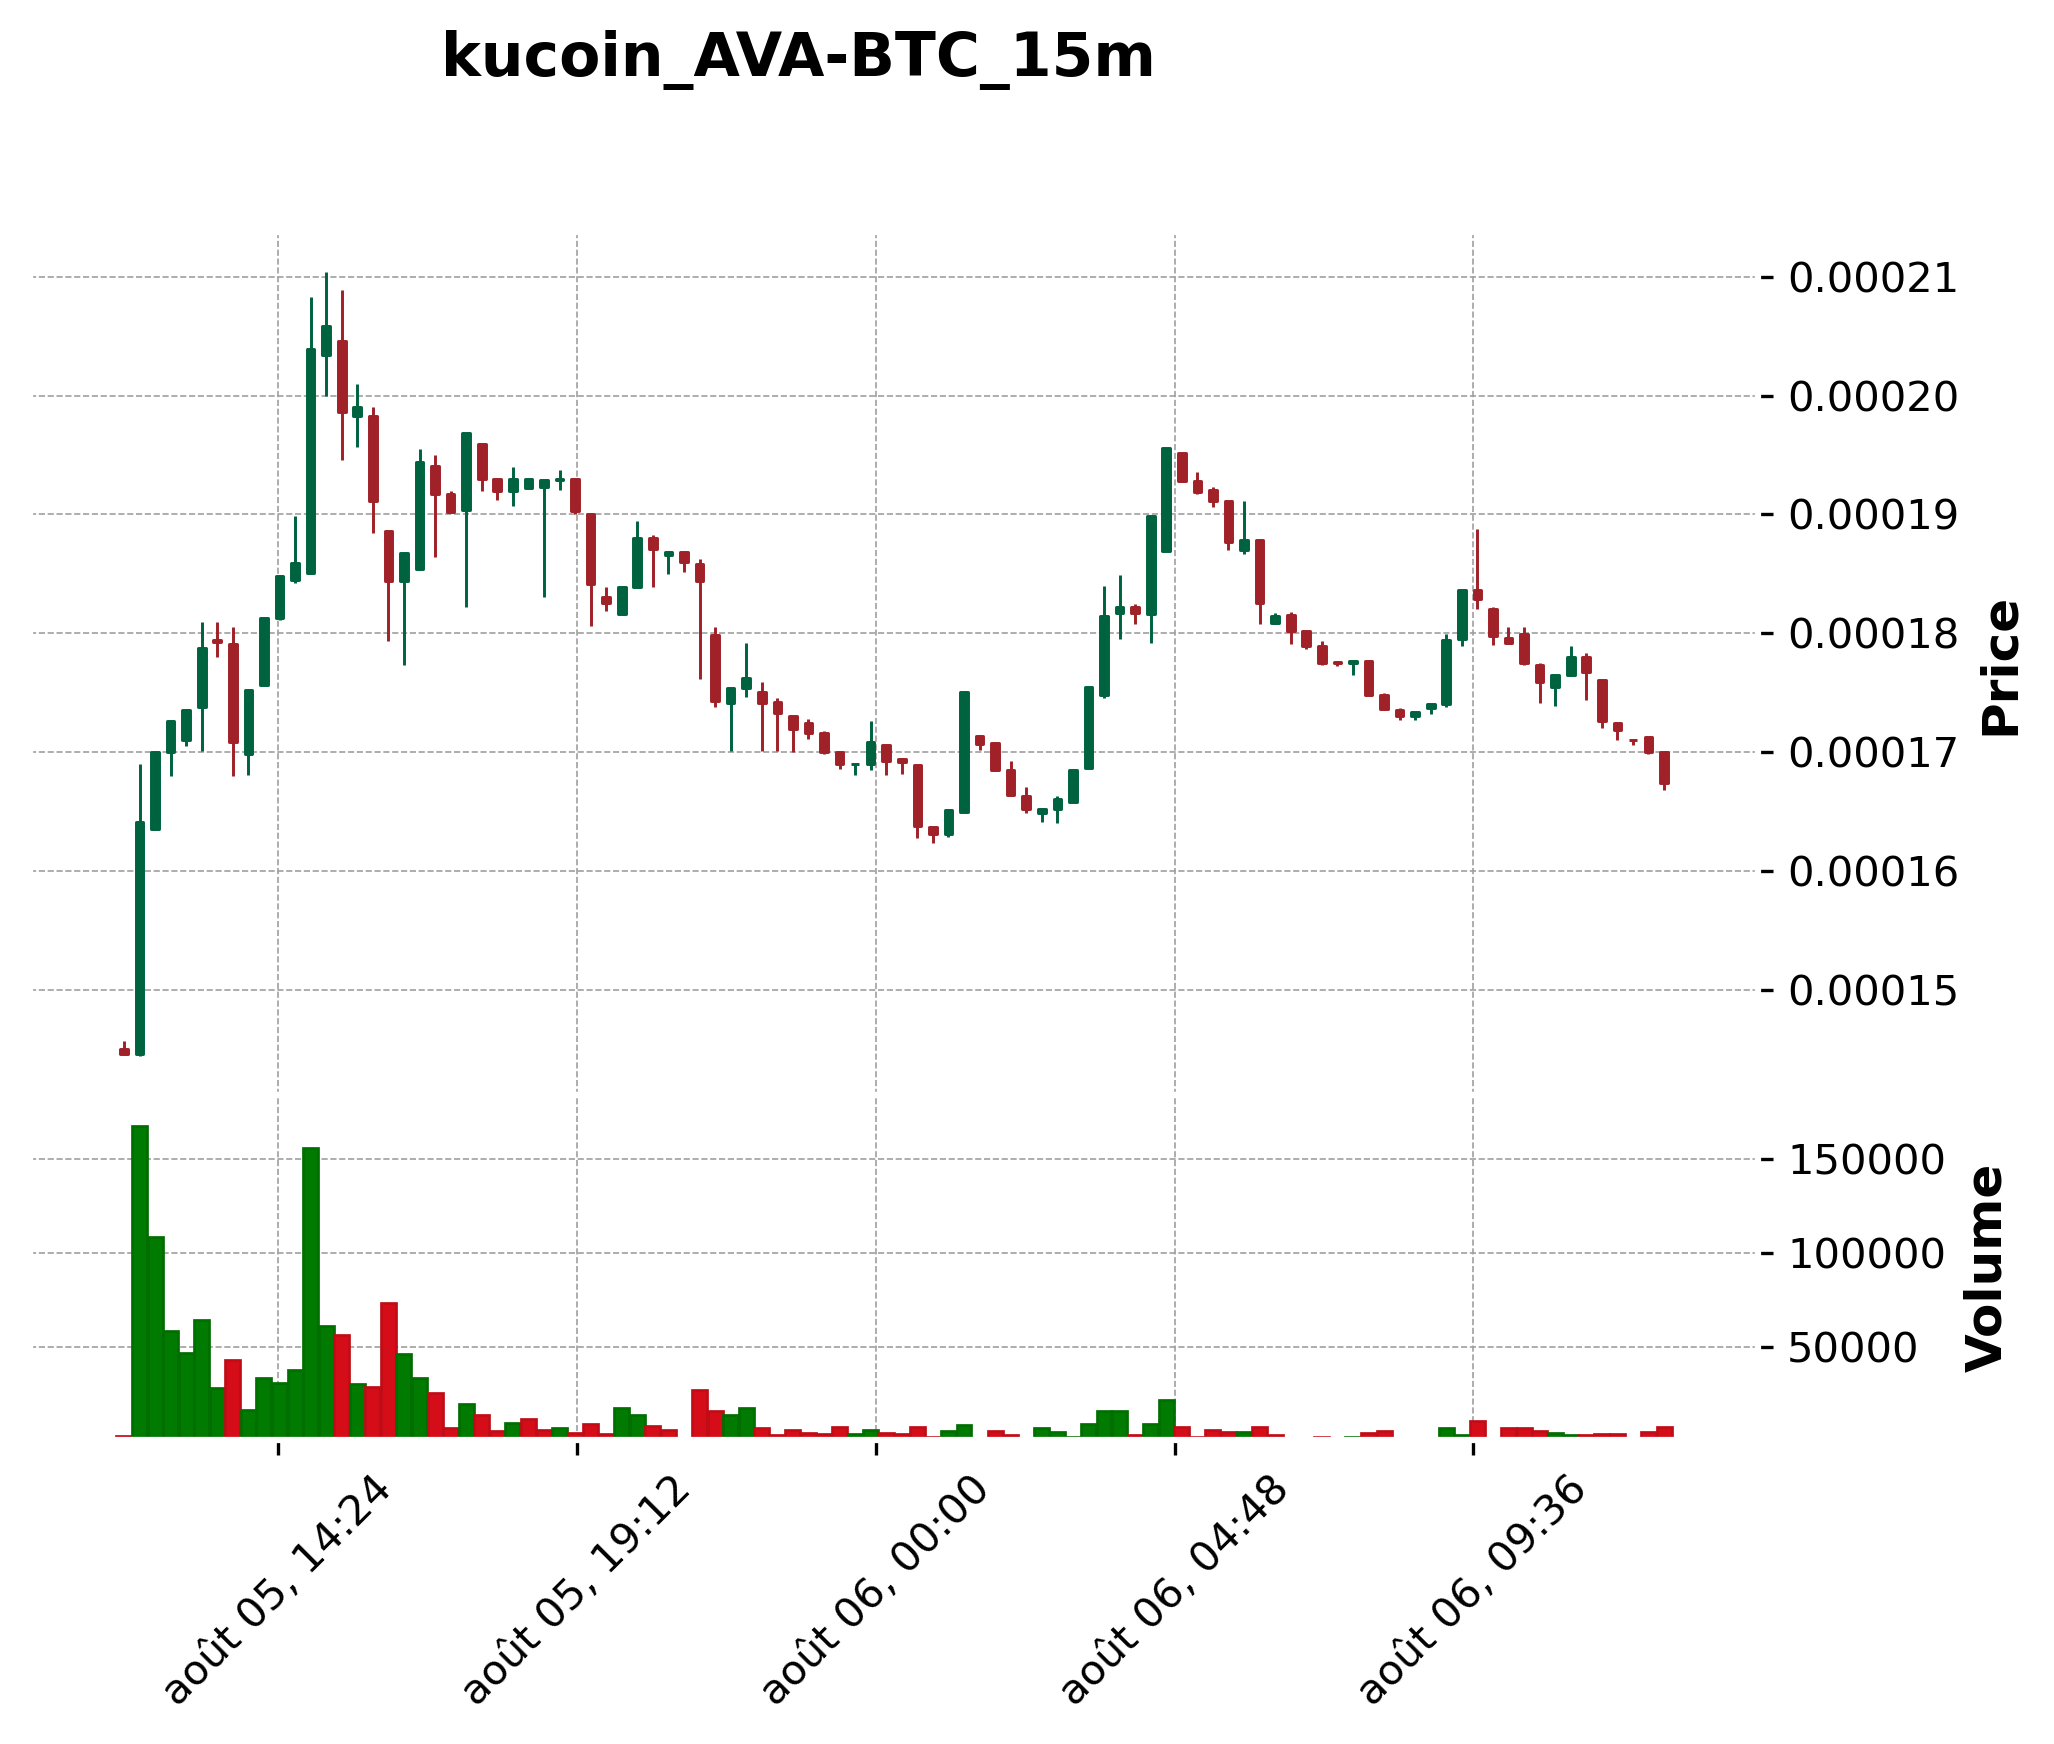 kucoin_AVA-BTC_15m
0.00021
0.00020
0.00019
0.00018
0.00017
0.00016
0.00015
Price
150000
100000
50000
Volume
août 05, 14:24
août 05, 19:12
août 06, 00:00
août 06, 04:48
août 06, 09:36